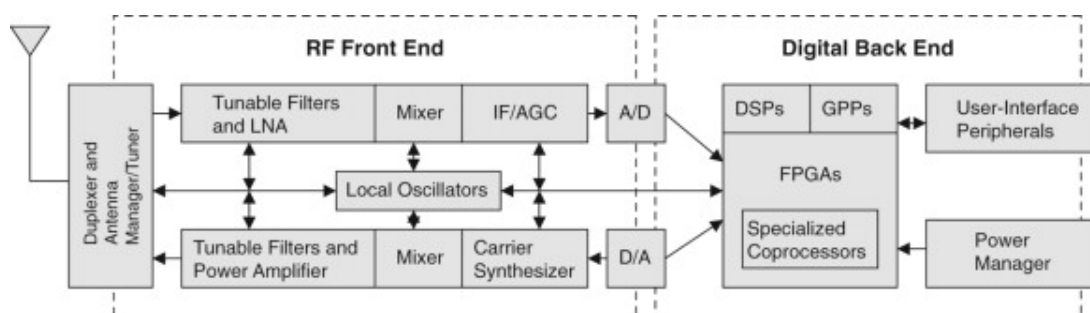 RF Front End
Digital Back End
Duplexer and
Antenna
Manager/Tuner
Tunable Filters
and LNA
Mixer
IF/AGC
A/D
Local Oscillators
Tunable Filters and
Power Amplifier
Mixer
Carrier
Synthesizer
D/A
DSPs
GPPs
FPGAs
Specialized
Coprocessors
User-Interface
Peripherals
Power
Manager